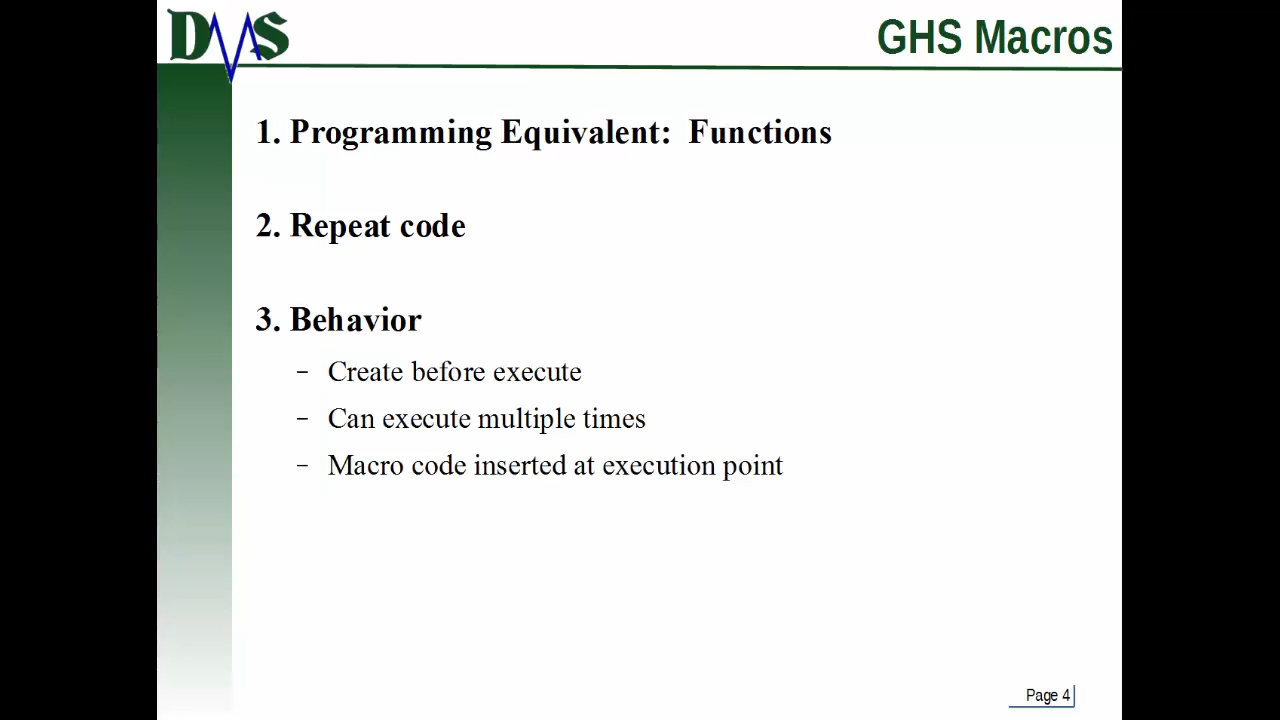 DMS
GHS Macros
1. Programming Equivalent: Functions
2. Repeat code
3. Behavior
– Create before execute
– Can execute multiple times
– Macro code inserted at execution point
Page 4